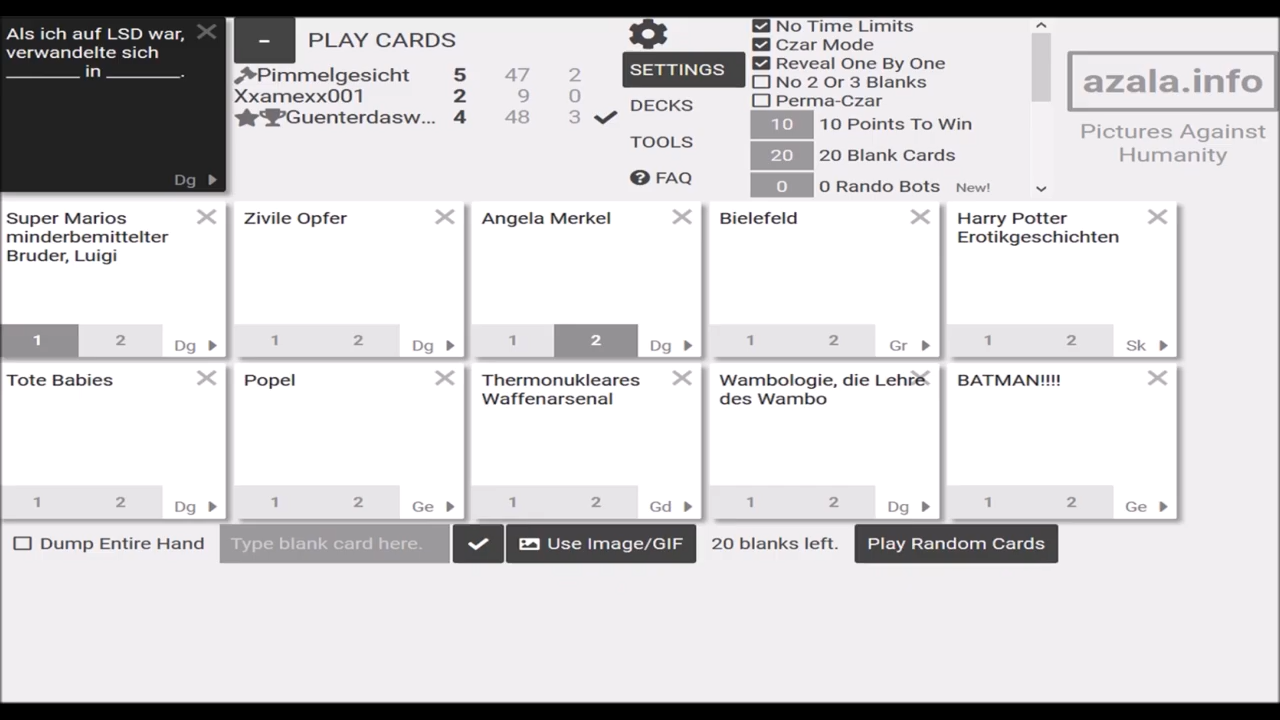 Als ich auf LSD war,
verwandelte sich
_______ in _______.
Dg
–
PLAY CARDS
Pimmelgesicht 5 47 2
Xxamexx001 2 9 0
Guenterdasw... 4 48 3
SETTINGS
DECKS
TOOLS
? FAQ
No Time Limits
Czar Mode
Reveal One By One
No 2 Or 3 Blanks
Perma-Czar
10 10 Points To Win
20 20 Blank Cards
0 0 Rando Bots New!
azala.info
Pictures Against
Humanity
Super Marios
minderbemittelter
Bruder, Luigi
1 2 Dg
Zivile Opfer
1 2 Dg
Angela Merkel
1 2 Dg
Bielefeld
1 2 Gr
Harry Potter
Erotikgeschichten
1 2 Sk
Tote Babies
1 2 Dg
Popel
1 2 Ge
Thermonukleares
Waffenarsenal
1 2 Gd
Wambologie, die Lehre
des Wambo
1 2 Dg
BATMAN!!!!
1 2 Ge
Dump Entire Hand
Type blank card here.
Use Image/GIF
20 blanks left.
Play Random Cards